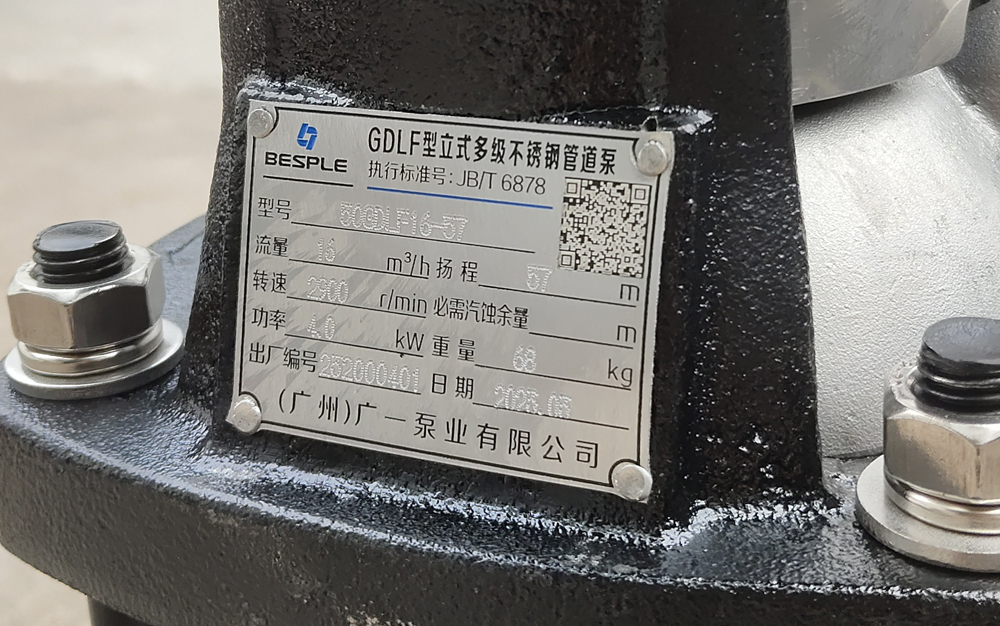 BESPLE
GDLF型立式多级不锈钢管道泵
执行标准号:JB/T 6878
型号 50GDLF16-57
流量 16 m³/h 扬程 57 m
转速 2900 r/min 必需汽蚀余量 m
功率 4.0 kW 重量 68 kg
出厂编号 232000401 日期 2023.03
(广州)广一泵业有限公司